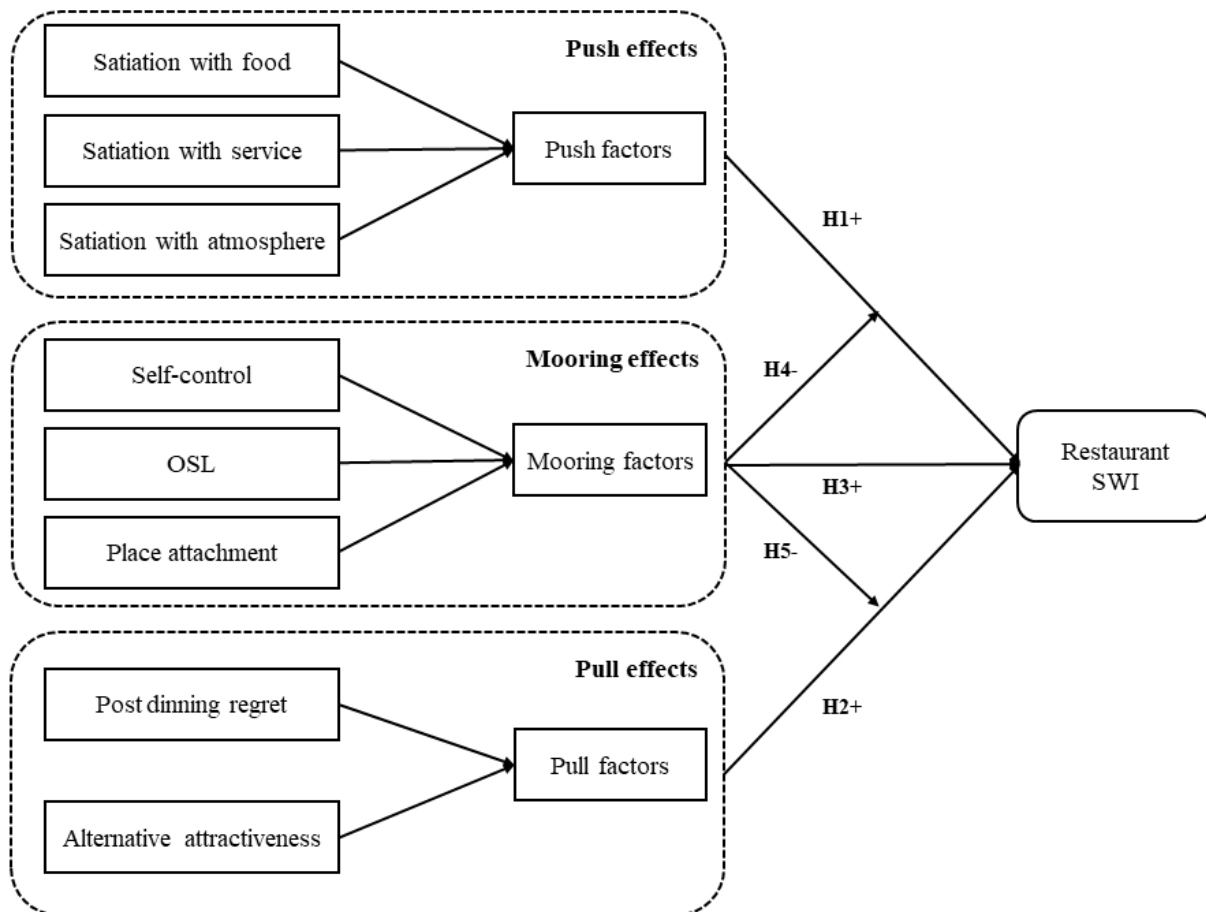 Push effects
Satiation with food
Satiation with service
Satiation with atmosphere
Push factors
H1+
Mooring effects
Self-control
OSL
Place attachment
Mooring factors
H4-
H3+
H5-
Restaurant
SWI
Pull effects
Post dinning regret
Alternative attractiveness
Pull factors
H2+